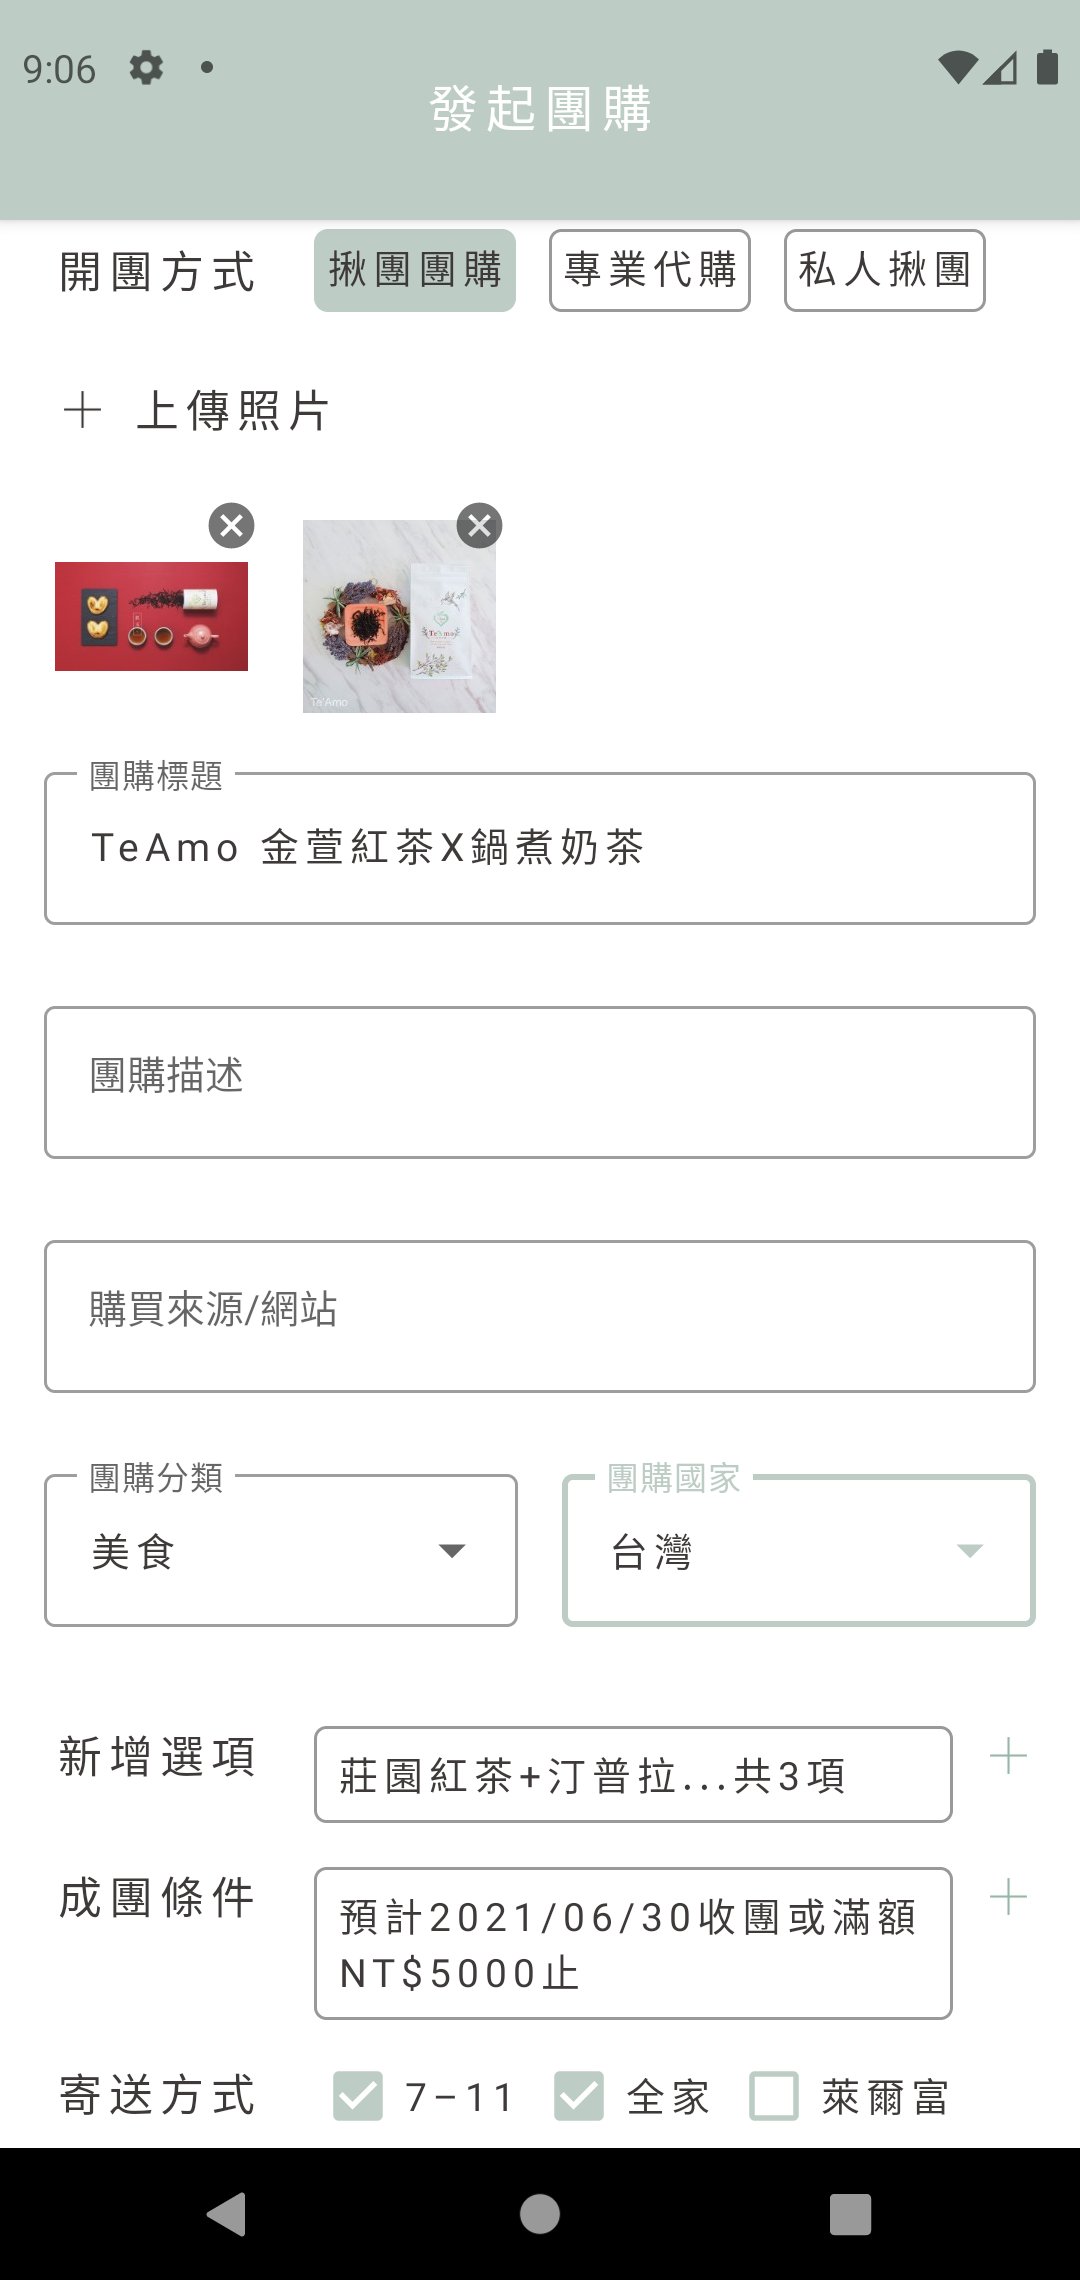 9:06
發起團購
開團方式 揪團團購 專業代購 私人揪團
上傳照片
TeAmo
Te'Amo
團購標題
TeAmo 金萱紅茶X鍋煮奶茶
團購描述
購買來源/網站
團購分類 團購國家
美食 台灣
新增選項 莊園紅茶+汀普拉...共3項
成團條件 預計2021/06/30收團或滿額
NT$5000止
寄送方式 7-11 全家 萊爾富